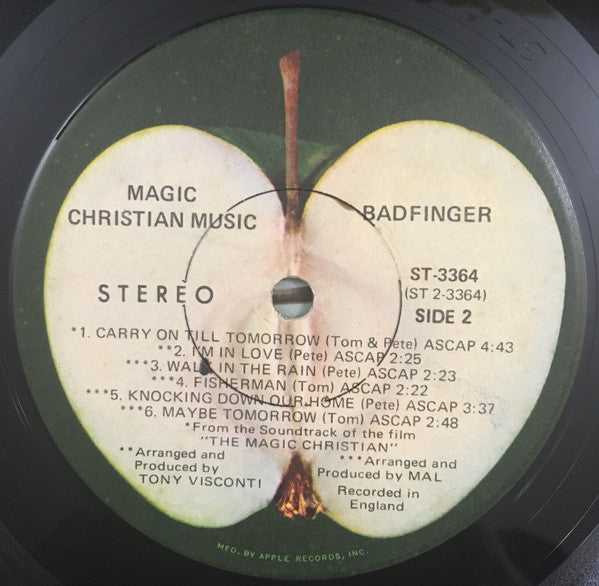 MAGIC
CHRISTIAN MUSIC
BADFINGER
STEREO
ST-3364
(ST 2-3364)
SIDE 2
*1. CARRY ON TILL TOMORROW (Tom & Pete) ASCAP 4:43
**2. I'M IN LOVE (Pete) ASCAP 2:25
***3. WALK IN THE RAIN (Pete) ASCAP 2:23
***4. FISHERMAN (Tom) ASCAP 2:22
***5. KNOCKING DOWN OUR HOME (Pete) ASCAP 3:37
***6. MAYBE TOMORROW (Tom) ASCAP 2:48
*From the Soundtrack of the film
"THE MAGIC CHRISTIAN"
**Arranged and
Produced by
TONY VISCONTI
***Arranged and
Produced by MAL
Recorded in
England
MFD. BY APPLE RECORDS, INC.